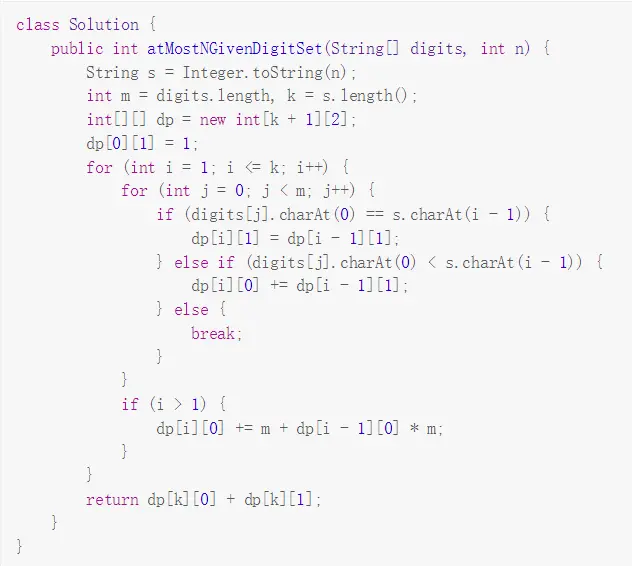 class Solution {
    public int atMostNGivenDigitSet(String[] digits, int n) {
        String s = Integer.toString(n);
        int m = digits.length, k = s.length();
        int[][] dp = new int[k + 1][2];
        dp[0][1] = 1;
        for (int i = 1; i <= k; i++) {
            for (int j = 0; j < m; j++) {
                if (digits[j].charAt(0) == s.charAt(i - 1)) {
                    dp[i][1] = dp[i - 1][1];
                } else if (digits[j].charAt(0) < s.charAt(i - 1)) {
                    dp[i][0] += dp[i - 1][1];
                } else {
                    break;
                }
            }
            if (i > 1) {
                dp[i][0] += m + dp[i - 1][0] * m;
            }
        }
        return dp[k][0] + dp[k][1];
    }
}